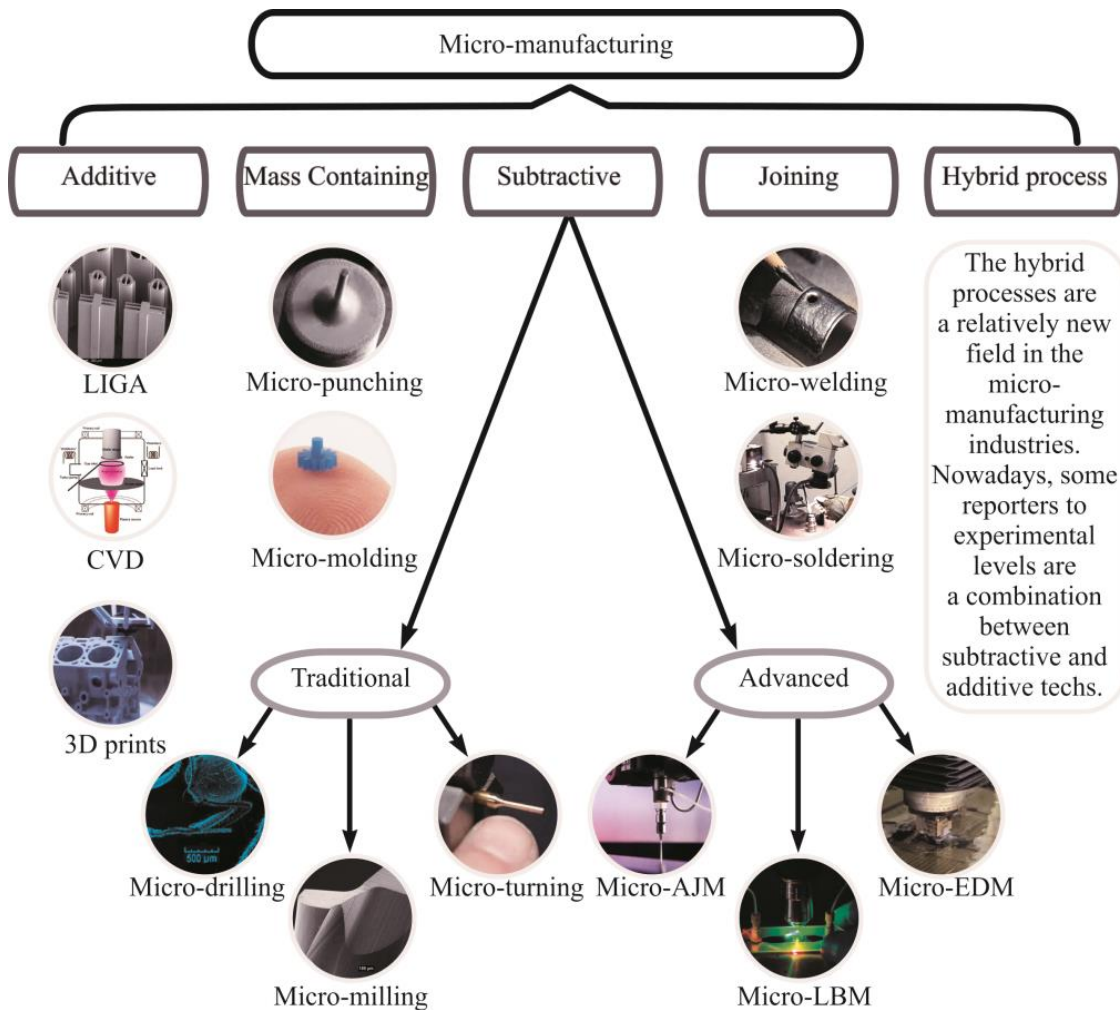 Micro-manufacturing
Additive
Mass Containing
Subtractive
Joining
Hybrid process
LIGA
CVD
3D prints
Micro-punching
Micro-molding
Micro-welding
Micro-soldering
The hybrid
processes are
a relatively new
field in the
micro-
manufacturing
industries.
Nowadays, some
reporters to
experimental
levels are
a combination
between
subtractive and
additive techs.
Traditional
Advanced
500 μm
Micro-drilling
Micro-milling
Micro-turning
Micro-AJM
Micro-LBM
Micro-EDM